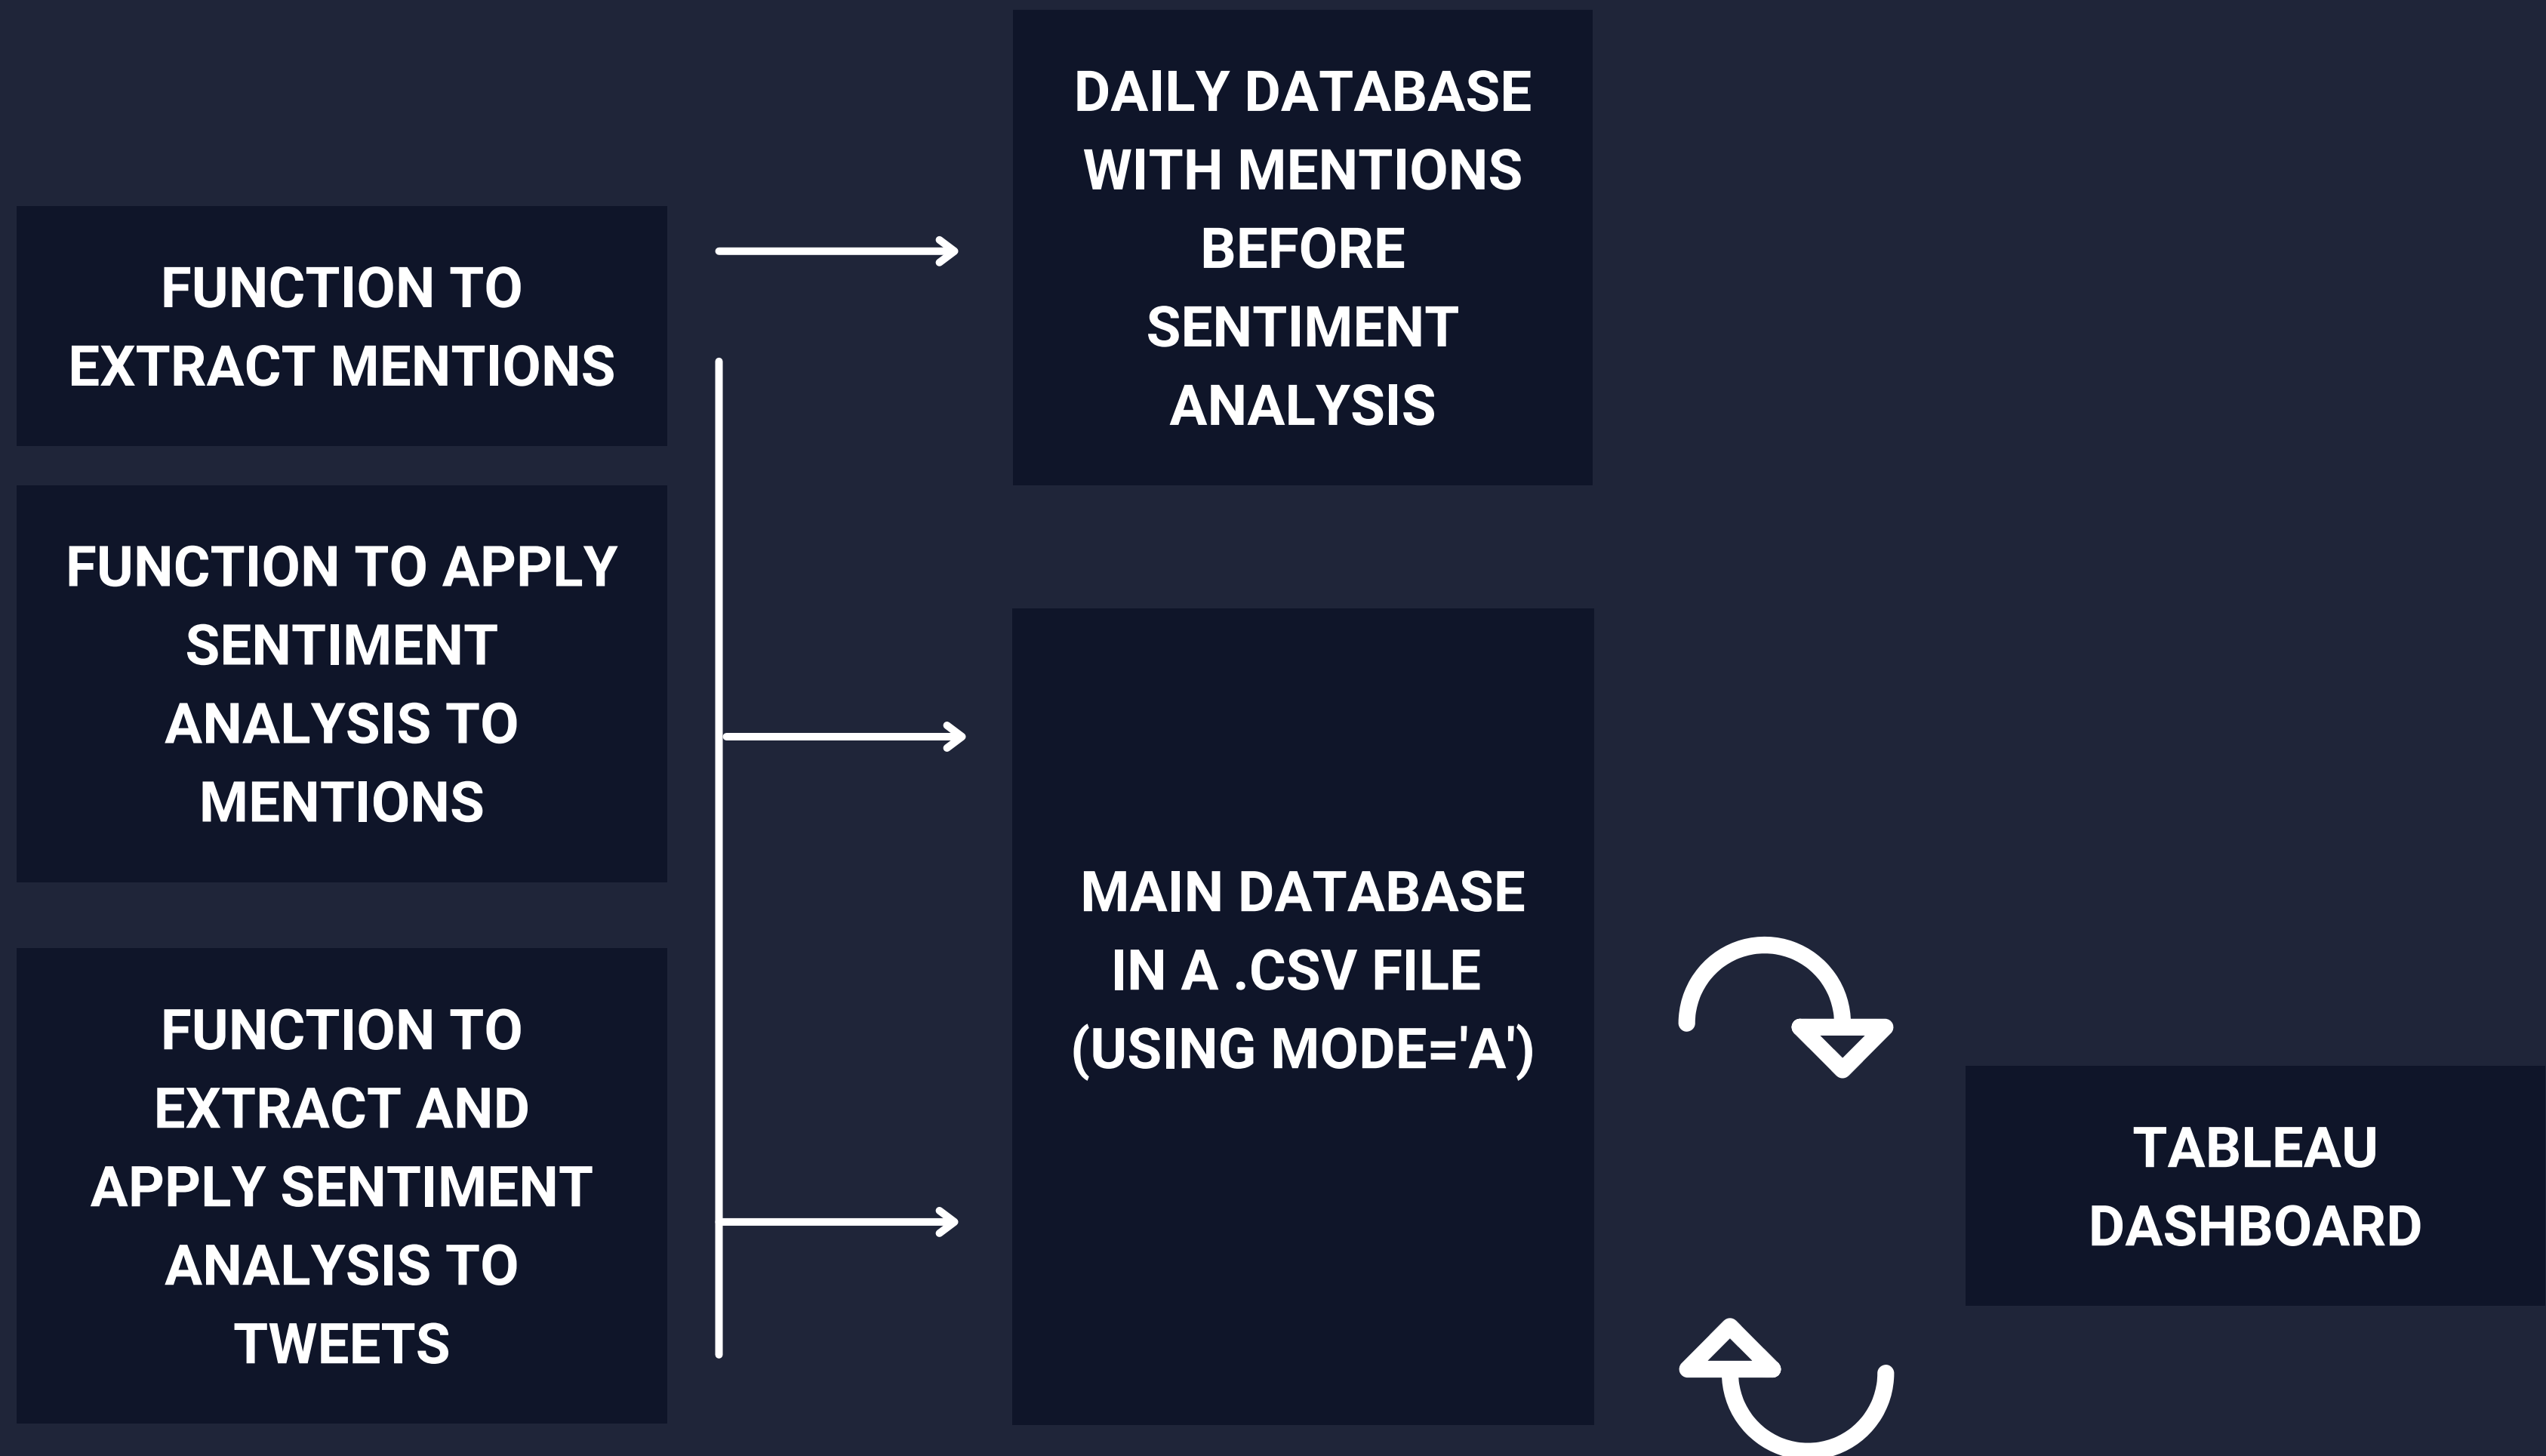 FUNCTION TO
EXTRACT MENTIONS
FUNCTION TO APPLY
SENTIMENT
ANALYSIS TO
MENTIONS
FUNCTION TO
EXTRACT AND
APPLY SENTIMENT
ANALYSIS TO
TWEETS
DAILY DATABASE
WITH MENTIONS
BEFORE
SENTIMENT
ANALYSIS
MAIN DATABASE
IN A .CSV FILE
(USING MODE='A')
TABLEAU
DASHBOARD